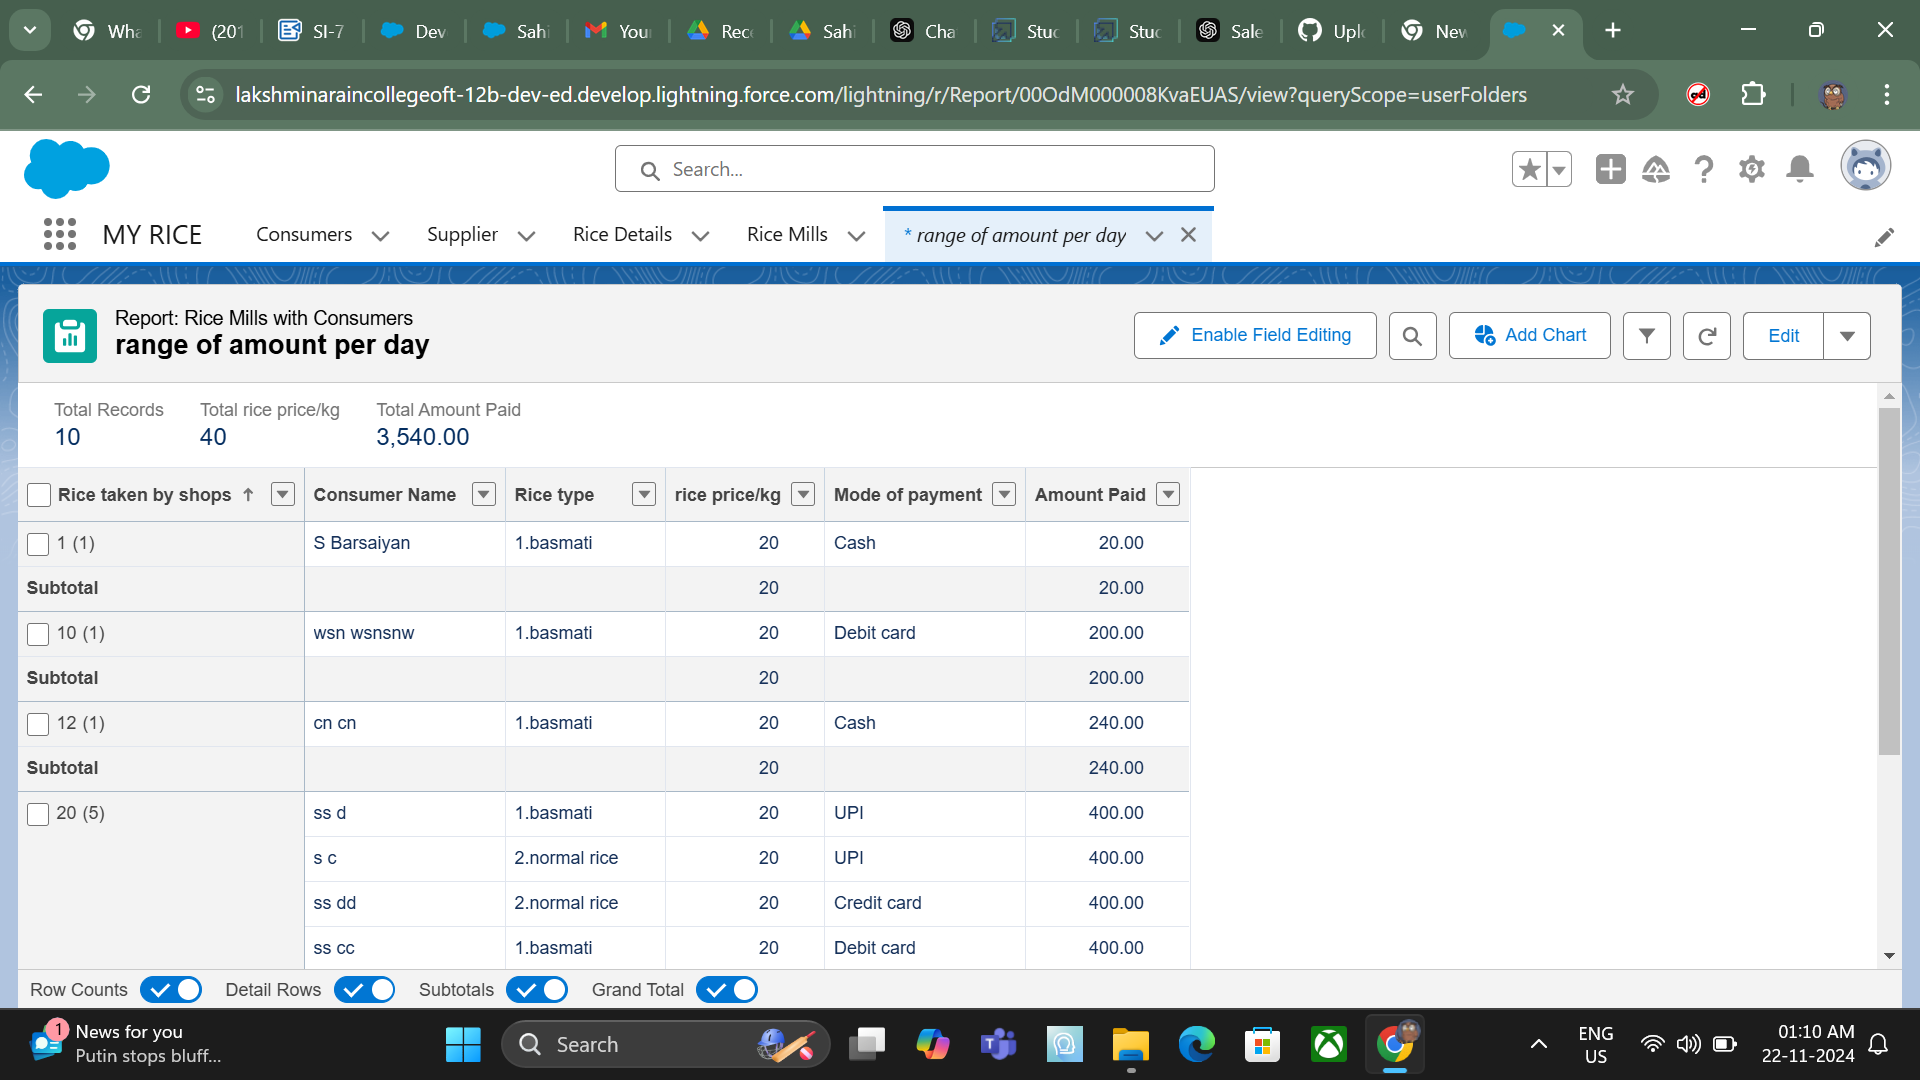 Wha
(201
SI-7
Dev
Sahi
You
Rec
Sahi
Cha
Stuc
Stuc
Sale
Uplo
New
lakshminaraincollegeoft-12b-dev-ed.develop.lightning.force.com/lightning/r/Report/00OdM000008KvaEUAS/view?queryScope=userFolders
Search...
MY RICE
Consumers
Supplier
Rice Details
Rice Mills
* range of amount per day
Report: Rice Mills with Consumers
range of amount per day
Enable Field Editing
Add Chart
Edit
Total Records
Total rice price/kg
Total Amount Paid
10
40
3,540.00
Rice taken by shops ↑ Consumer Name Rice type rice price/kg Mode of payment Amount Paid
1 (1) S Barsaiyan 1.basmati 20 Cash 20.00
Subtotal 20 20.00
10 (1) wsn wsnsnw 1.basmati 20 Debit card 200.00
Subtotal 20 200.00
12 (1) cn cn 1.basmati 20 Cash 240.00
Subtotal 20 240.00
20 (5) ss d 1.basmati 20 UPI 400.00
s c 2.normal rice 20 UPI 400.00
ss dd 2.normal rice 20 Credit card 400.00
ss cc 1.basmati 20 Debit card 400.00
Row Counts
Detail Rows
Subtotals
Grand Total
1
News for you
Putin stops bluff...
Search
ENG
US
01:10 AM
22-11-2024